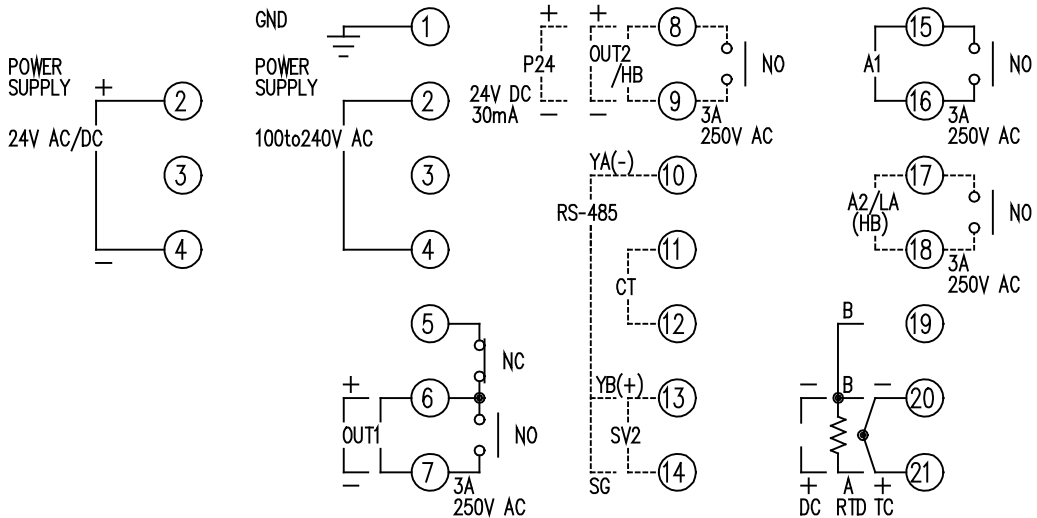 POWER
SUPPLY
+
2
24V AC/DC
3
4
–
GND
1
POWER
SUPPLY
2
100to240V AC
3
4
5
NC
6
+
OUT1
NO
–
7
3A
250V AC
+
P24
24V DC
30mA
–
+
OUT2
/HB
–
8
NO
9
3A
250V AC
YA(-)
10
RS-485
11
CT
12
YB(+)
13
SV2
SG
14
15
A1
NO
16
3A
250V AC
17
A2/LA
(HB)
NO
18
3A
250V AC
B
19
–
B
–
20
21
+
A
+
DC RTD TC